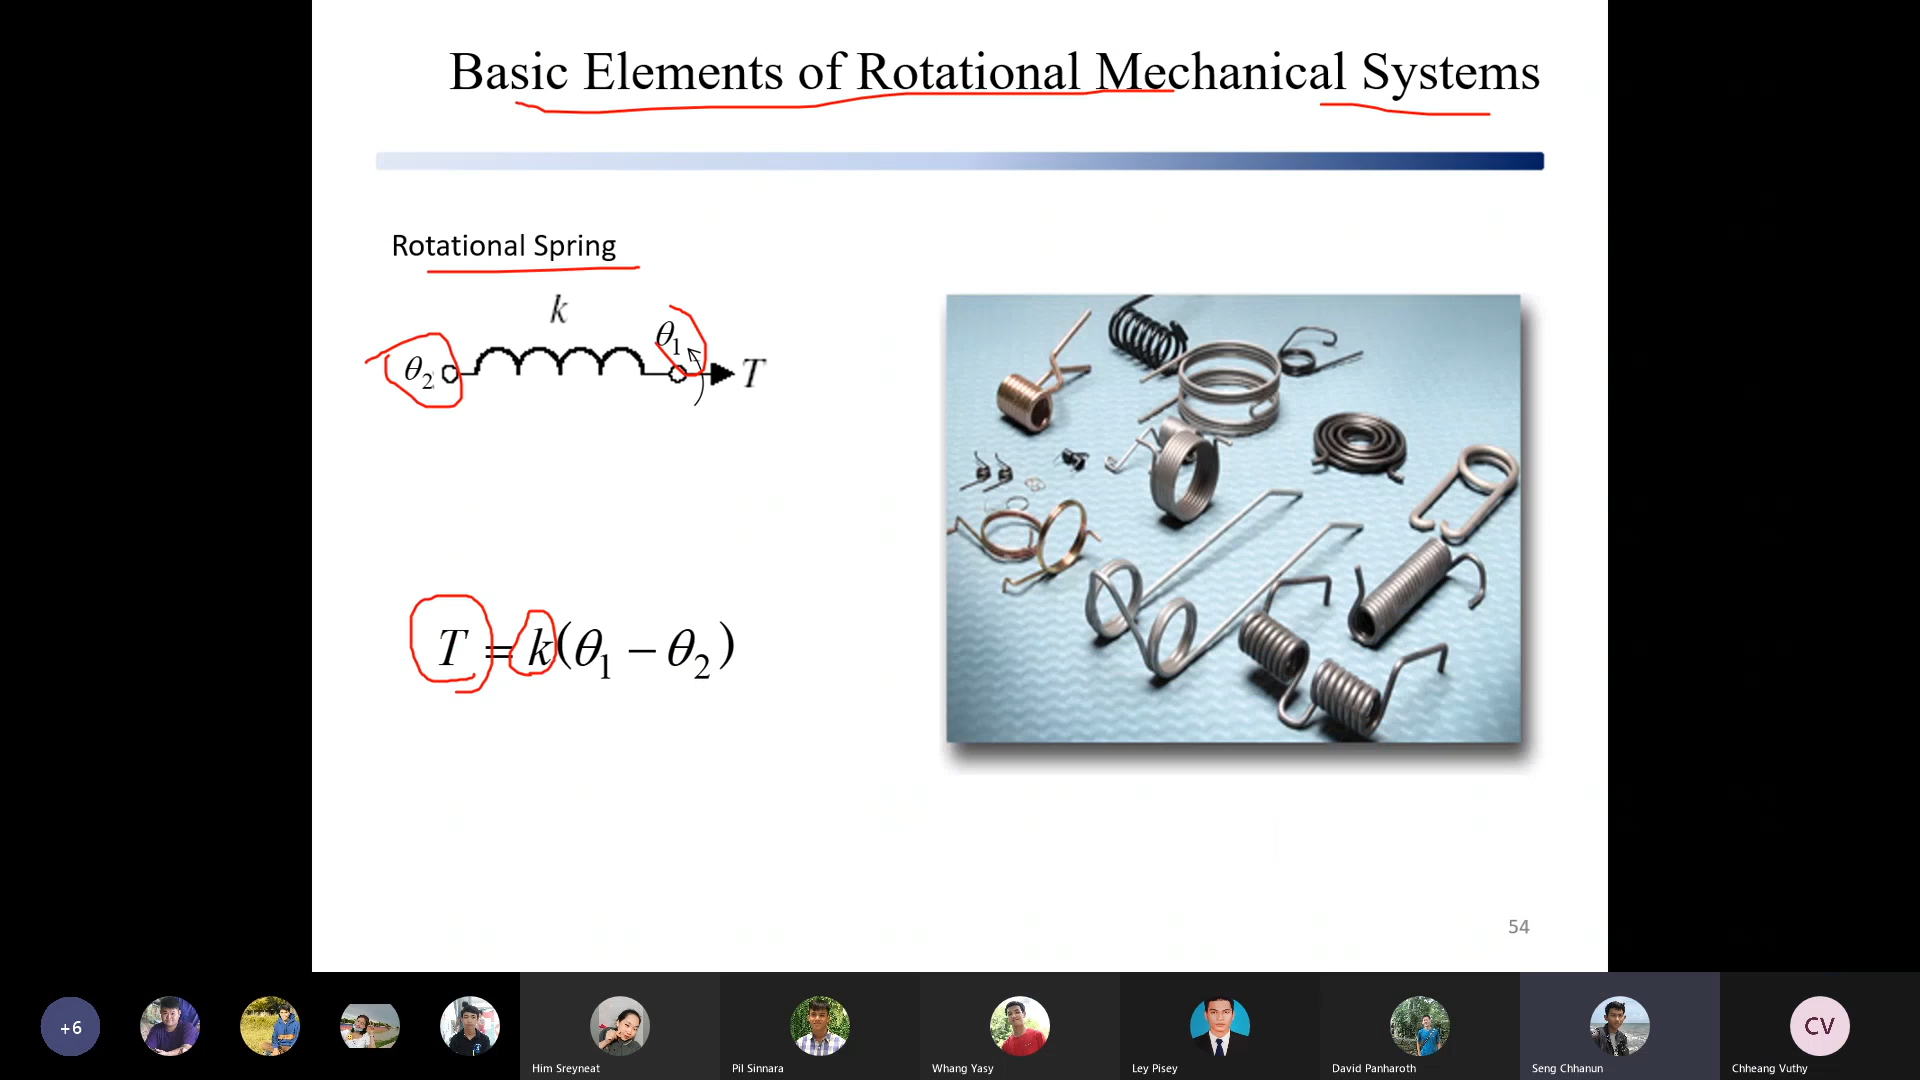 Basic Elements of Rotational Mechanical Systems
Rotational Spring
k
θ1
θ2
T
T = k(θ1 − θ2)
54
+6
Him Sreyneat
Pil Sinnara
Whang Yasy
Ley Pisey
David Panharoth
Seng Chhanun
CV
Chheang Vuthy